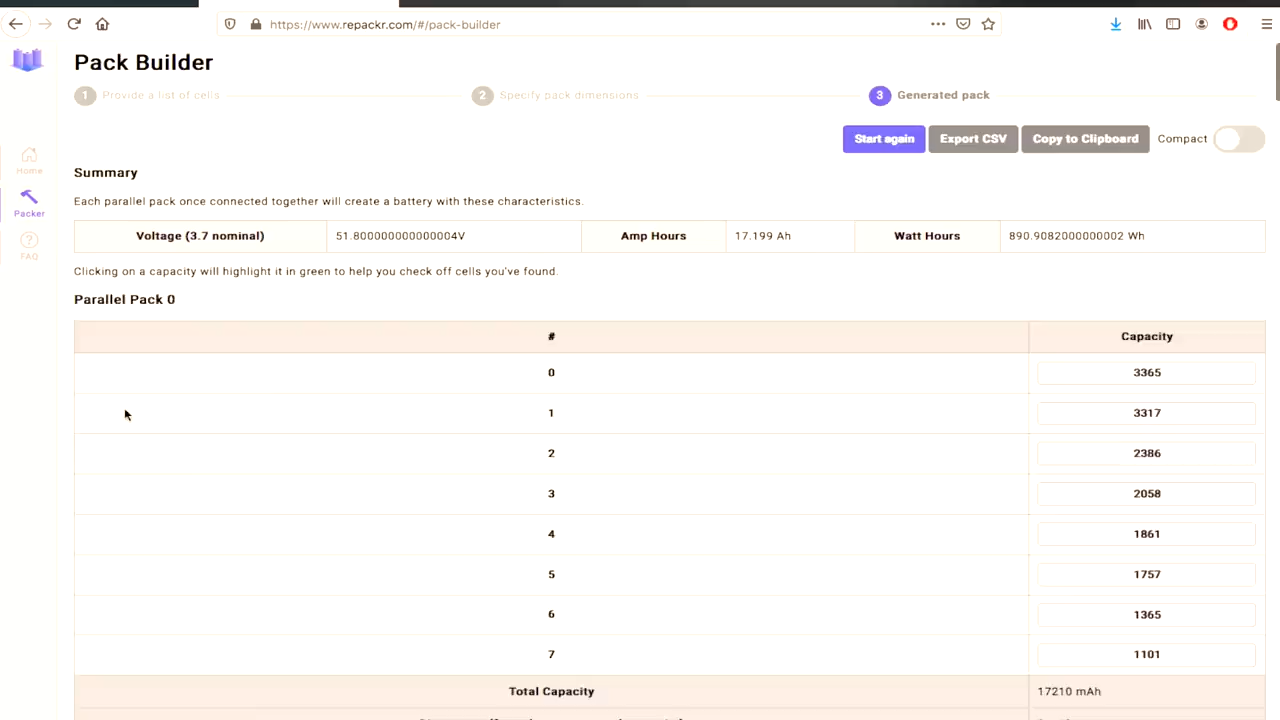 https://www.repackr.com/#/pack-builder
Pack Builder
1 Provide a list of cells
2 Specify pack dimensions
3 Generated pack
Start again
Export CSV
Copy to Clipboard
Compact
Home
Packer
FAQ
Summary
Each parallel pack once connected together will create a battery with these characteristics.
Voltage (3.7 nominal) 51.800000000000004V Amp Hours 17.199 Ah Watt Hours 890.9082000000002 Wh
Clicking on a capacity will highlight it in green to help you check off cells you've found.
Parallel Pack 0
# Capacity
0 3365
1 3317
2 2386
3 2058
4 1861
5 1757
6 1365
7 1101
Total Capacity 17210 mAh